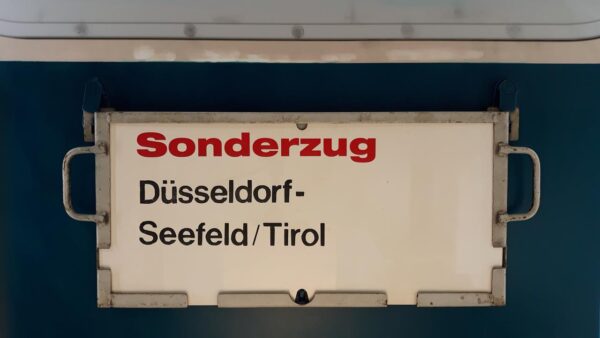 Sonderzug
Düsseldorf-
Seefeld/Tirol